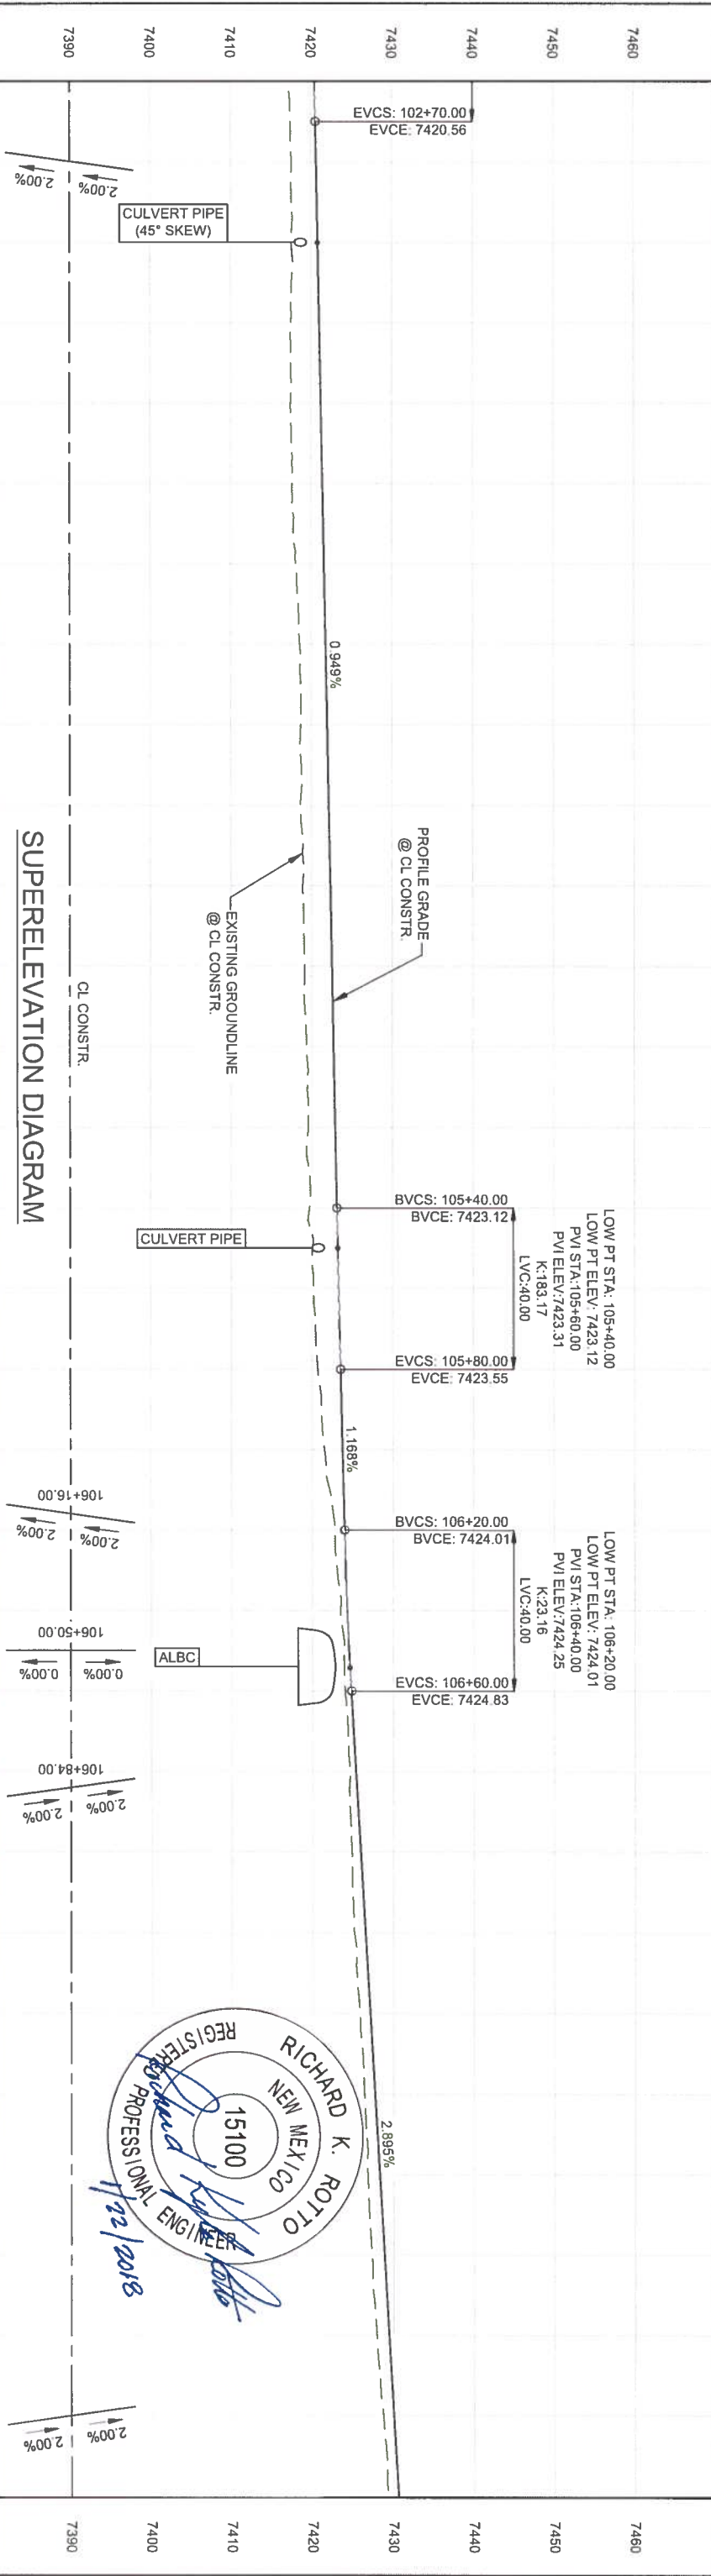 7460
7450
7440
7430
7420
7410
7400
7390
EVCS: 102+70.00
EVCE: 7420.56
CULVERT PIPE
(45° SKEW)
2.00%
2.00%
0.949%
PROFILE GRADE
@ CL CONSTR.
EXISTING GROUNDLINE
@ CL CONSTR.
CL CONSTR.
SUPERELEVATION DIAGRAM
LOW PT STA: 105+40.00
LOW PT ELEV: 7423.12
PVI STA:105+60.00
PVI ELEV:7423.31
K:183.17
LVC:40.00
BVCS: 105+40.00
BVCE: 7423.12
EVCS: 105+80.00
EVCE: 7423.55
CULVERT PIPE
1.168%
LOW PT STA: 106+20.00
LOW PT ELEV: 7424.01
PVI STA:106+40.00
PVI ELEV:7424.25
K:23.16
LVC:40.00
BVCS: 106+20.00
BVCE: 7424.01
EVCS: 106+60.00
EVCE: 7424.83
ALBC
106+16.00
2.00%
2.00%
106+50.00
0.00%
0.00%
106+84.00
2.00%
2.00%
2.895%
RICHARD K. ROTTO
NEW MEXICO
15100
REGISTERED PROFESSIONAL ENGINEER
Richard Kyle Rotto
1/22/2018
2.00%
2.00%
7460
7450
7440
7430
7420
7410
7400
7390